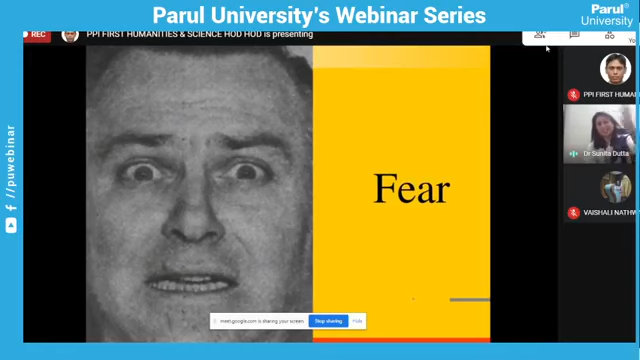 Parul University's Webinar Series
Parul®
University
REC
PPI FIRST HUMANITIES & SCIENCE HOD HOD is presenting
PPI FIRST HUMAN
Fear
Dr Sunita Dutta
VAISHALI NATHW
f /puwebinar
meet.google.com is sharing your screen.
Stop sharing
Hide